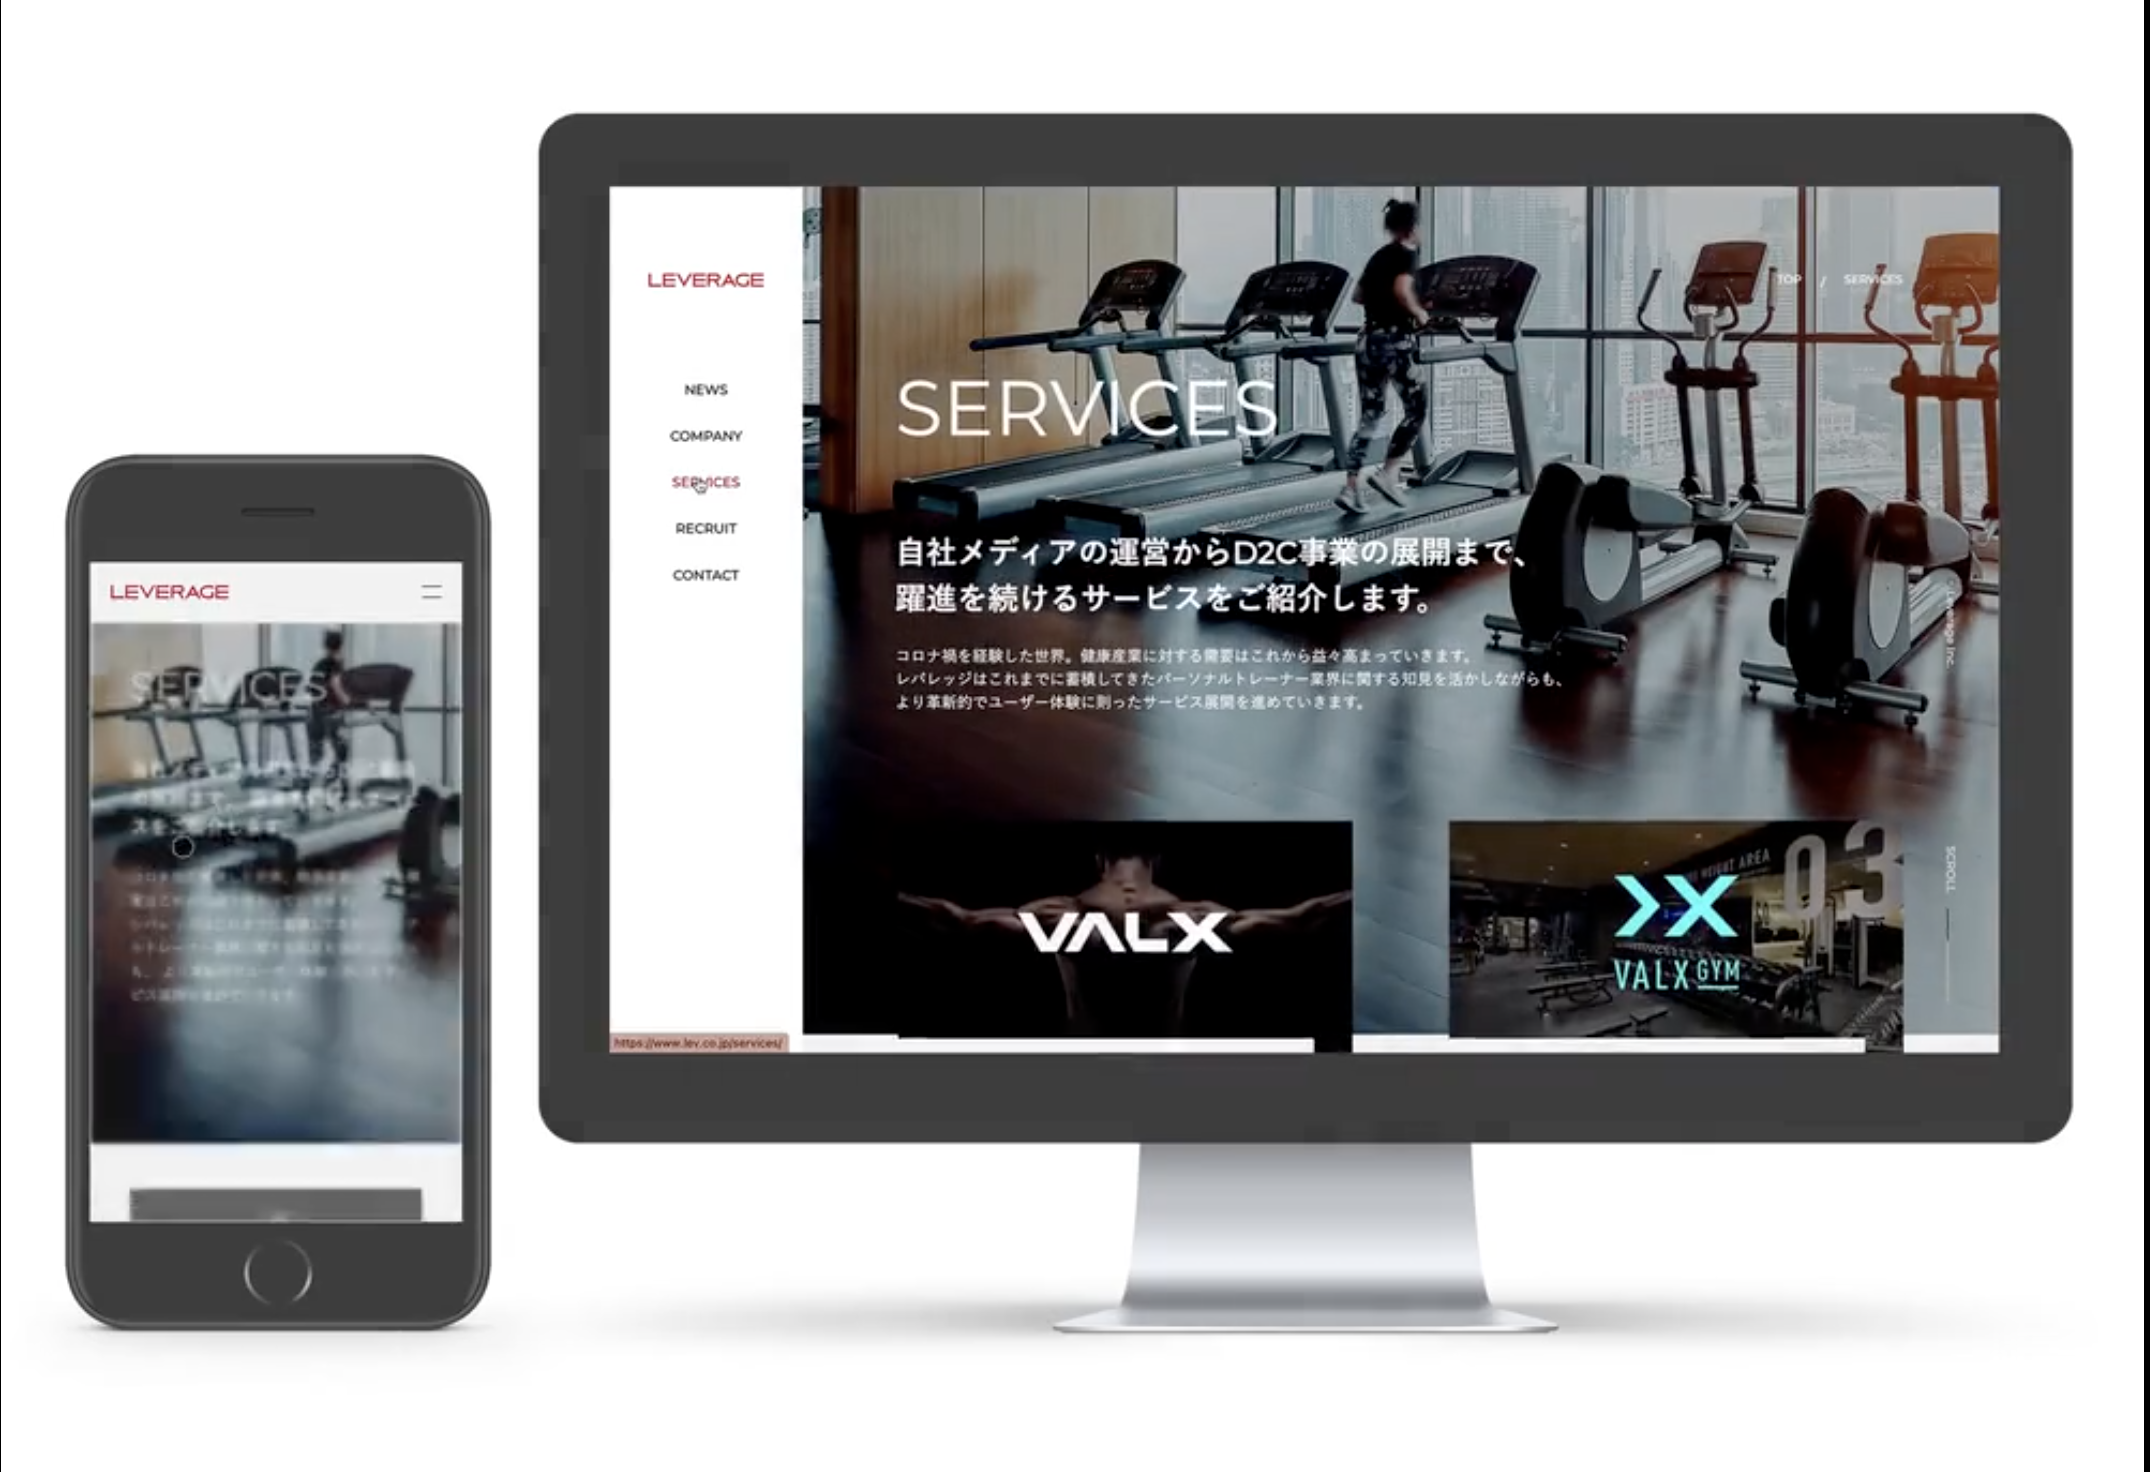 LEVERAGE
SERVICES
LEVERAGE
NEWS
COMPANY
SERVICES
RECRUIT
CONTACT
https://www.lev.co.jp/services/
TOP / SERVICES
SERVICES
自社メディアの運営からD2C事業の展開まで、
躍進を続けるサービスをご紹介します。
コロナ禍を経験した世界。健康産業に対する需要はこれから益々高まっていきます。
レバレッジはこれまでに蓄積してきたパーソナルトレーナー業界に関する知見を活かしながらも、
より革新的でユーザー体験に則ったサービス展開を進めていきます。
Leverage Inc.
SCROLL
VALX
WEIGHT AREA
03
VALX GYM